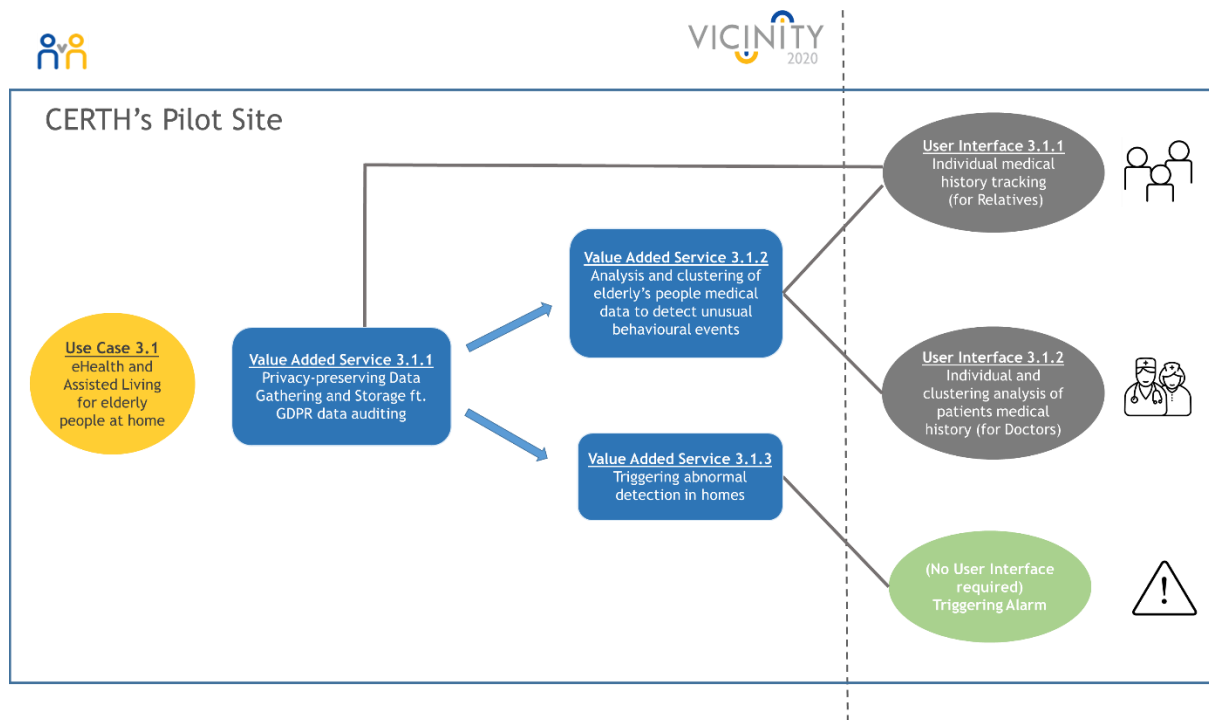 VICINITY
2020
CERTH's Pilot Site
User Interface 3.1.1
Individual medical
history tracking
(for Relatives)
Value Added Service 3.1.2
Analysis and clustering of
elderly's people medical
data to detect unusual
behavioural events
Use Case 3.1
eHealth and
Assisted Living
for elderly
people at home
Value Added Service 3.1.1
Privacy-preserving Data
Gathering and Storage ft.
GDPR data auditing
User Interface 3.1.2
Individual and
clustering analysis of
patients medical
history (for Doctors)
Value Added Service 3.1.3
Triggering abnormal
detection in homes
(No User Interface
required)
Triggering Alarm